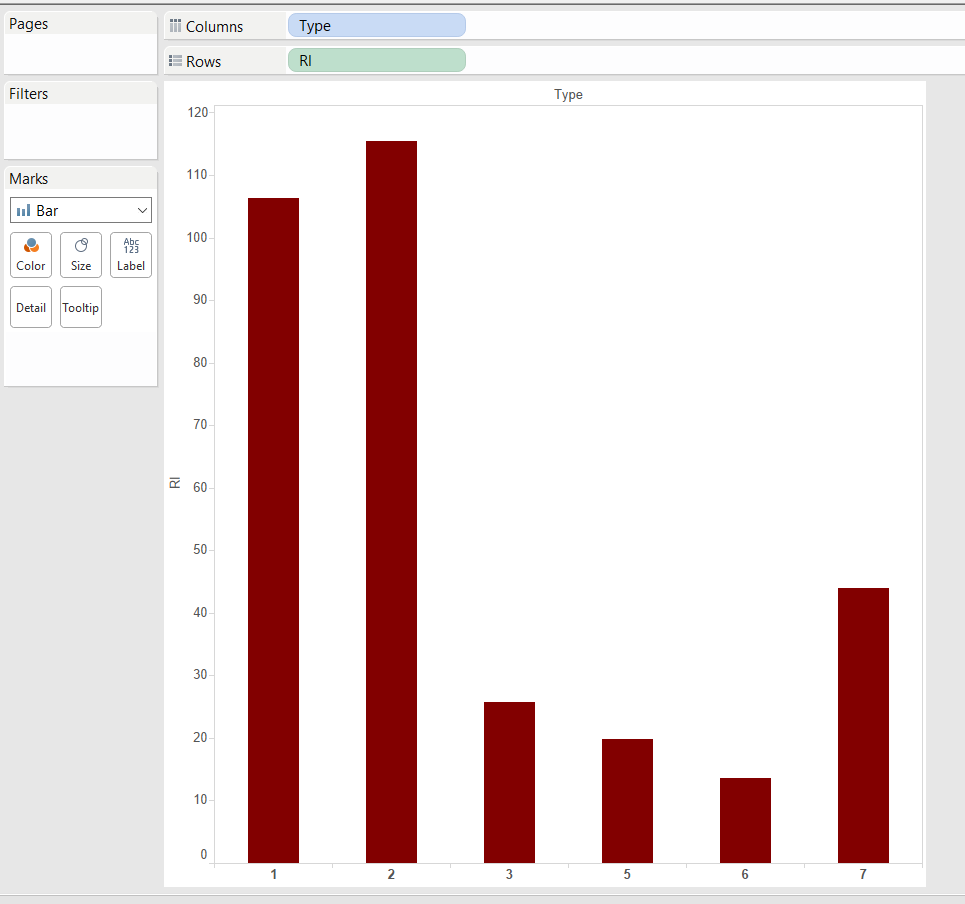 Pages
Columns Type
Rows RI
Filters
Marks
Bar
Color Size Abc 123 Label
Detail Tooltip
Type
120
110
100
90
80
70
60
50
40
30
20
10
0
RI
1 2 3 5 6 7